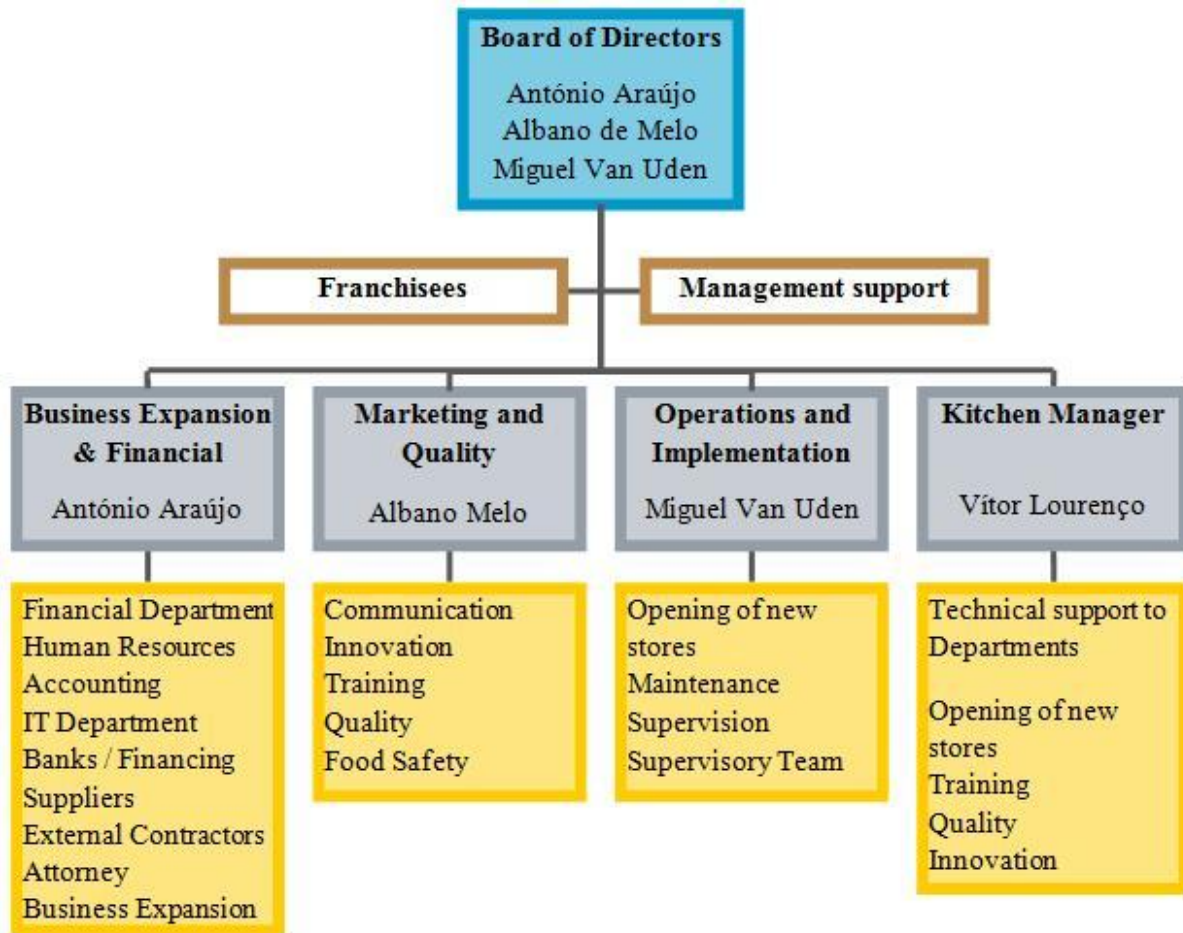 Board of Directors
António Araújo
Albano de Melo
Miguel Van Uden
Franchisees
Management support
Business Expansion
& Financial
António Araújo
Marketing and
Quality
Albano Melo
Operations and
Implementation
Miguel Van Uden
Kitchen Manager
Vítor Lourenço
Financial Department
Human Resources
Accounting
IT Department
Banks / Financing
Suppliers
External Contractors
Attorney
Business Expansion
Communication
Innovation
Training
Quality
Food Safety
Opening of new
stores
Maintenance
Supervision
Supervisory Team
Technical support to
Departments
Opening of new
stores
Training
Quality
Innovation